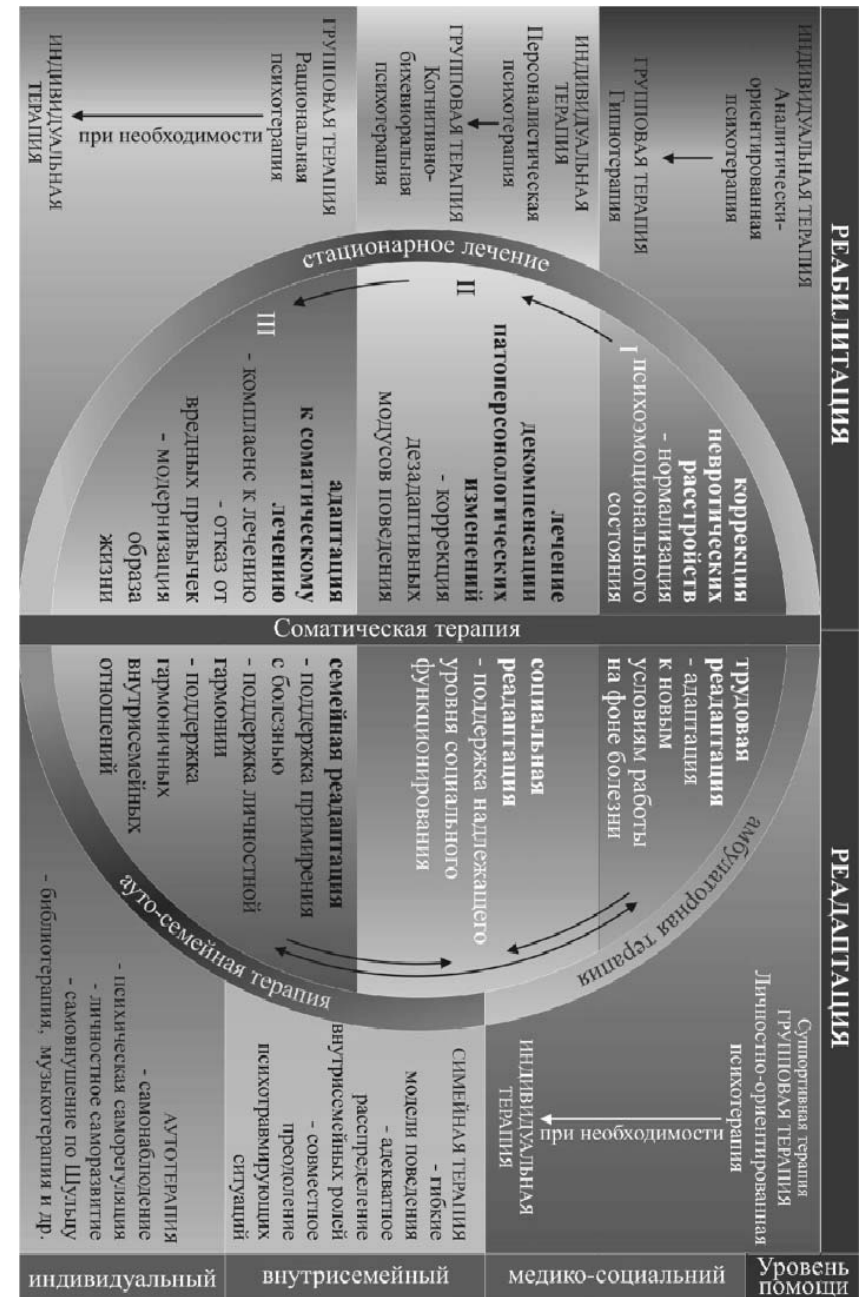 РЕАБИЛИТАЦИЯ
РЕАДАПТАЦИЯ
Уровень
помощи
ИНДИВИДУАЛЬНАЯ ТЕРАПИЯ
Аналитически-
ориентированная
психотерапия
ГРУППОВАЯ ТЕРАПИЯ
Гипнотерапия
ИНДИВИДУАЛЬНАЯ
ТЕРАПИЯ
Персоналистическая
психотерапия
ГРУППОВАЯ ТЕРАПИЯ
Когнитивно-
бихевиоральная
психотерапия
ГРУППОВАЯ ТЕРАПИЯ
Рациональная
психотерапия
при необходимости
ИНДИВИДУАЛЬНАЯ
ТЕРАПИЯ
стационарное лечение
I
коррекция
невротических
расстройств
- нормализация
психоэмоционального
состояния
II
лечение
декомпенсации
патоперсонологических
изменений
- коррекция
дезадаптивных
модусов поведения
III
адаптация
к соматическому
лечению
- комплаенс к лечению
- отказ от
вредных привычек
- модернизация
образа
жизни
Соматическая терапия
трудовая
реадаптация
- адаптация
к новым
условиям работы
на фоне болезни
социальная
реадаптация
- поддержка надлежащего
уровня социального
функционирования
семейная реадаптация
- поддержка примирения
с болезнью
- поддержка личностной
гармонии
- поддержка
гармоничных
внутрисемейных
отношений
амбулаторная терапия
ауто-семейная терапия
Суппортивная терапия
ГРУППОВАЯ ТЕРАПИЯ
Личностно-ориентированная
психотерапия
при необходимости
ИНДИВИДУАЛЬНАЯ
ТЕРАПИЯ
СИМЕЙНАЯ ТЕРАПИЯ
- гибкие
модели поведения
- адекватное
расспределение
внутрисемейных ролей
- совместное
преодоление
психотравмирующих
ситуаций
АУТОТЕРАПИЯ
- самонаблюдение
- психическая саморегуляция
- личностное саморазвитие
- самовнушение по Шульцу
- библиотерапия, музыкотерапия и др.
медико-социальний
внутрисемейный
индивидуальный